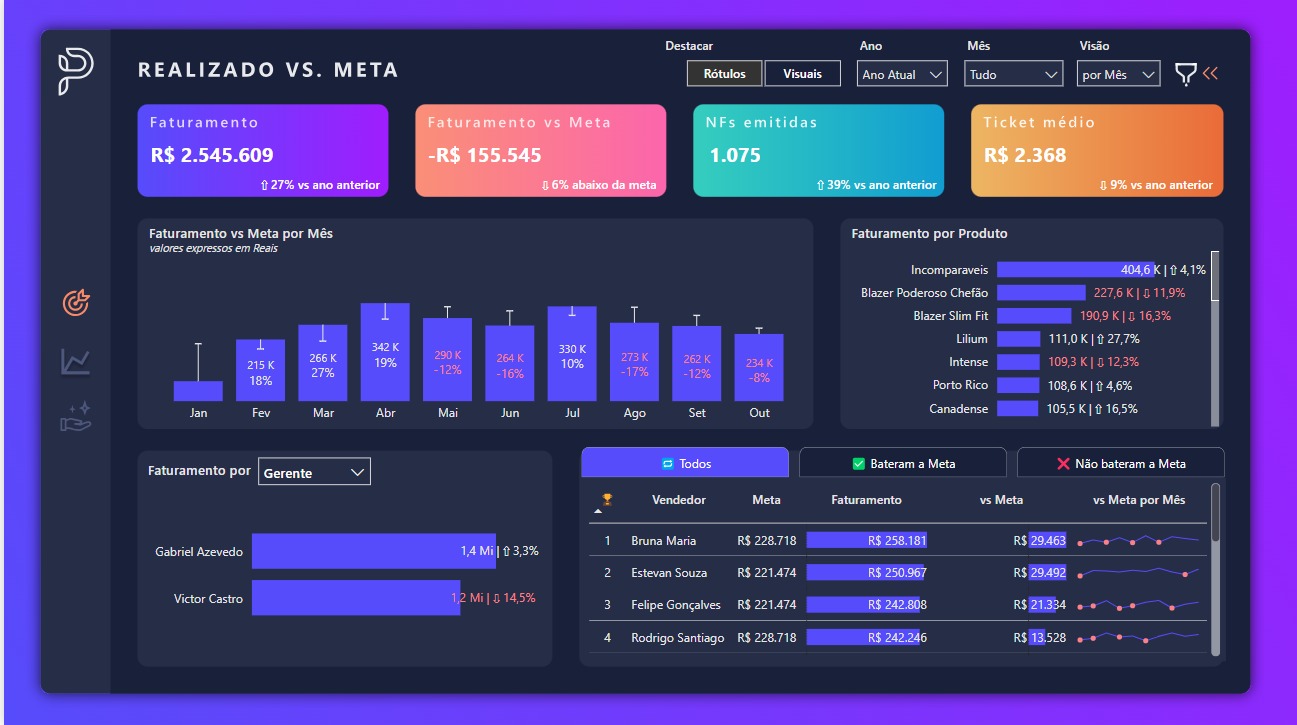 Destacar Ano Mês Visão
REALIZADO VS. META
Rótulos Visuais Ano Atual Tudo por Mês
Faturamento
R$ 2.545.609
⇧27% vs ano anterior
Faturamento vs Meta
-R$ 155.545
⇩6% abaixo da meta
NFs emitidas
1.075
⇧39% vs ano anterior
Ticket médio
R$ 2.368
⇩9% vs ano anterior
Faturamento vs Meta por Mês
valores expressos em Reais
215 K
18%
266 K
27%
342 K
19%
290 K
-12%
264 K
-16%
330 K
10%
273 K
-17%
262 K
-12%
234 K
-8%
Jan Fev Mar Abr Mai Jun Jul Ago Set Out
Faturamento por Produto
Incomparaveis 404,6 K | ⇧4,1%
Blazer Poderoso Chefão 227,6 K | ⇩11,9%
Blazer Slim Fit 190,9 K | ⇩16,3%
Lilium 111,0 K | ⇧27,7%
Intense 109,3 K | ⇩12,3%
Porto Rico 108,6 K | ⇧4,6%
Canadense 105,5 K | ⇧16,5%
Faturamento por Gerente
Gabriel Azevedo 1,4 Mi | ⇧3,3%
Victor Castro 1,2 Mi | ⇩14,5%
Todos Bateram a Meta Não bateram a Meta
Vendedor Meta Faturamento vs Meta vs Meta por Mês
1 Bruna Maria R$ 228.718 R$ 258.181 R$ 29.463
2 Estevan Souza R$ 221.474 R$ 250.967 R$ 29.492
3 Felipe Gonçalves R$ 221.474 R$ 242.808 R$ 21.334
4 Rodrigo Santiago R$ 228.718 R$ 242.246 R$ 13.528